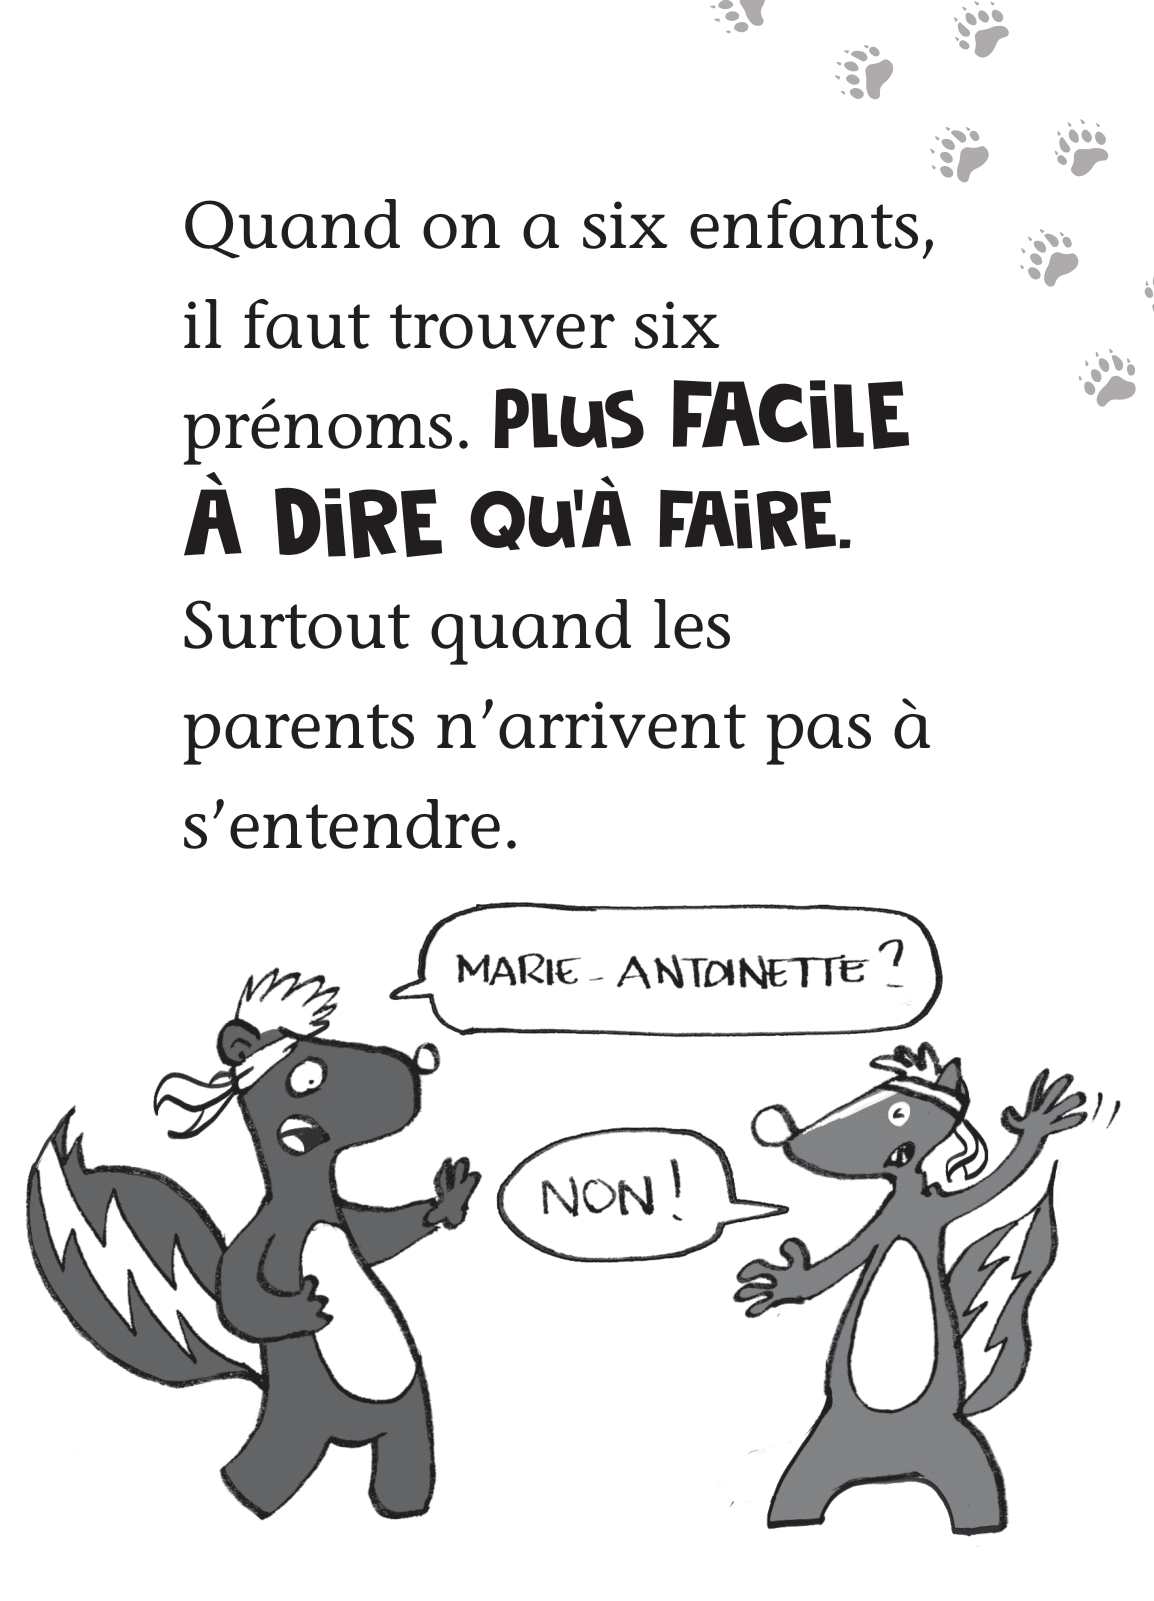 Quand on a six enfants,
il faut trouver six
prénoms. PLUS FACILE
À DIRE QU'À FAIRE.
Surtout quand les
parents n’arrivent pas à
s’entendre.
MARIE-ANTOINETTE?
NON!